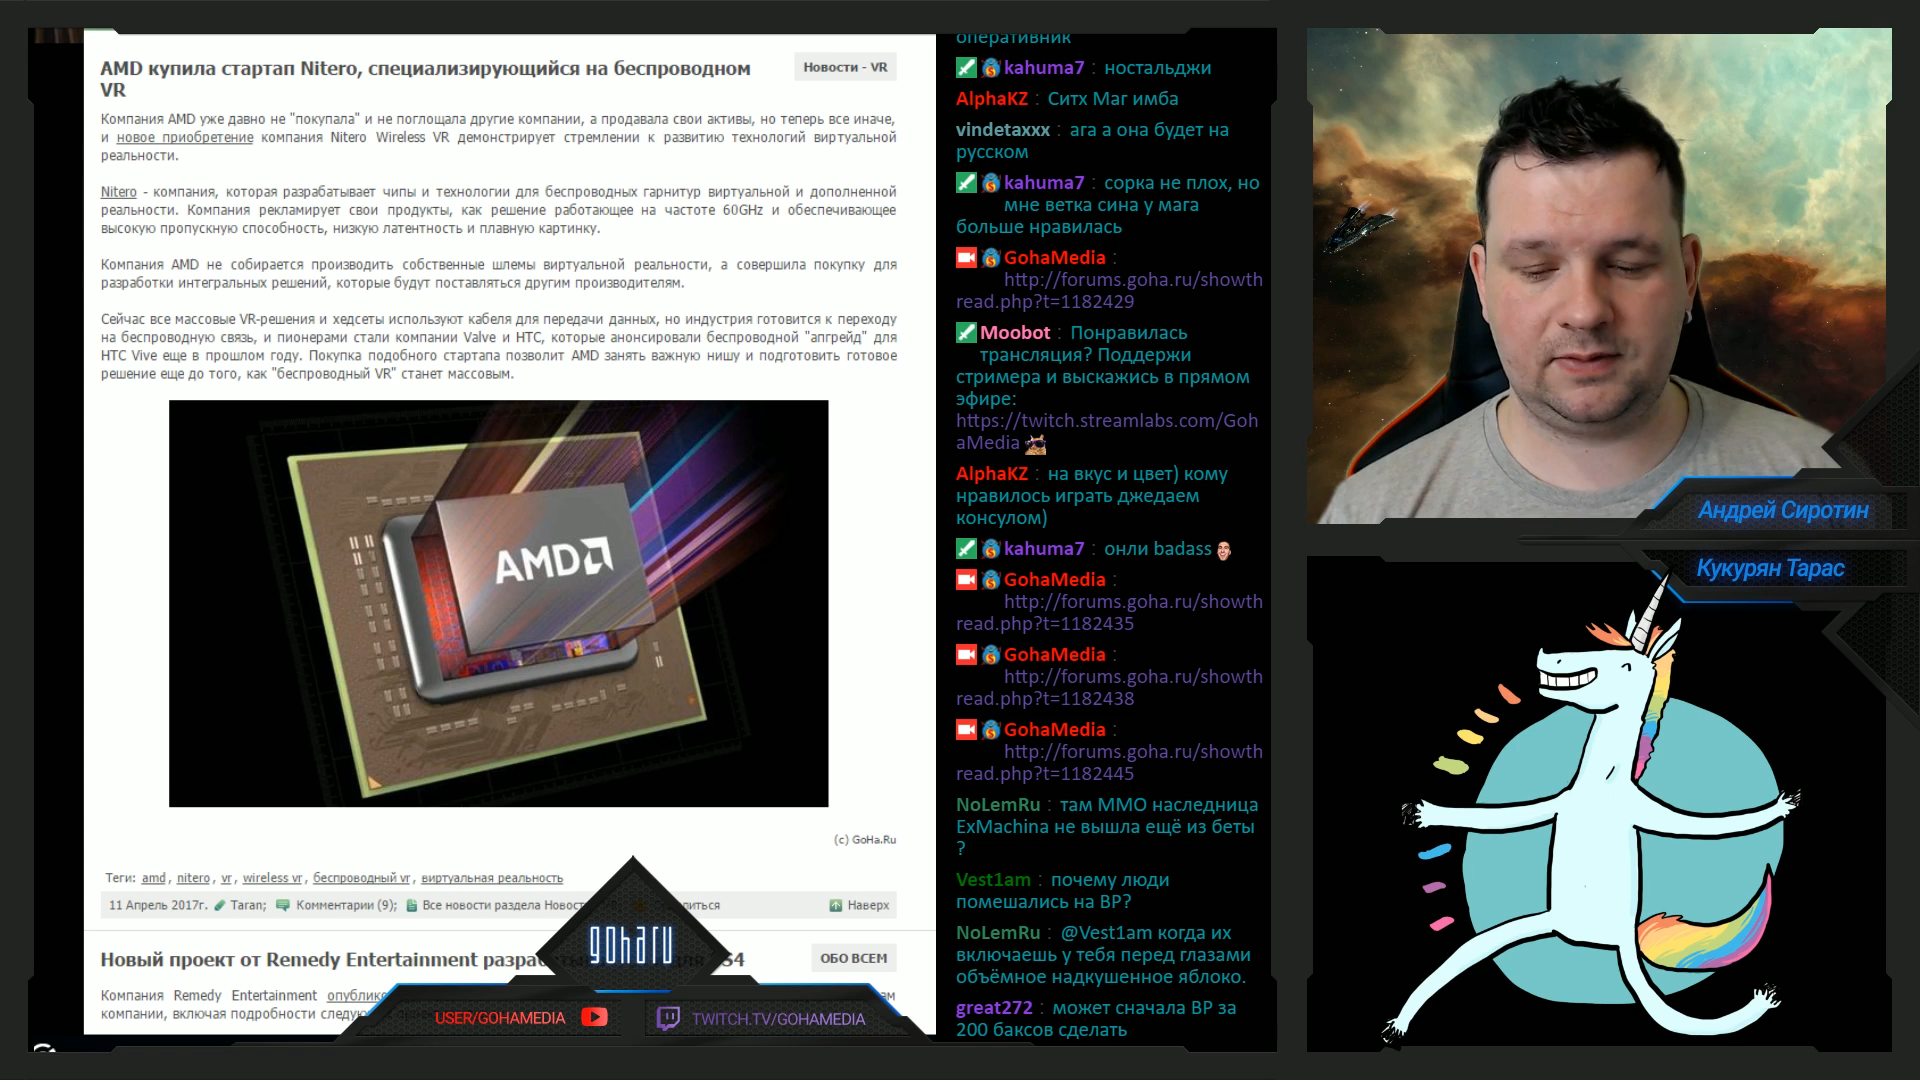 AMD купила стартап Nitero, специализирующийся на беспроводном
VR
Новости - VR
Компания AMD уже давно не "покупала" и не поглощала другие компании, а продавала свои активы, но теперь все иначе,
и новое приобретение компания Nitero Wireless VR демонстрирует стремлении к развитию технологий виртуальной
реальности.
Nitero - компания, которая разрабатывает чипы и технологии для беспроводных гарнитур виртуальной и дополненной
реальности. Компания рекламирует свои продукты, как решение работающее на частоте 60GHz и обеспечивающее
высокую пропускную способность, низкую латентность и плавную картинку.
Компания AMD не собирается производить собственные шлемы виртуальной реальности, а совершила покупку для
разработки интегральных решений, которые будут поставляться другим производителям.
Сейчас все массовые VR-решения и хедсеты используют кабеля для передачи данных, но индустрия готовится к переходу
на беспроводную связь, и пионерами стали компании Valve и HTC, которые анонсировали беспроводной "апгрейд" для
HTC Vive еще в прошлом году. Покупка подобного стартапа позволит AMD занять важную нишу и подготовить готовое
решение еще до того, как "беспроводный VR" станет массовым.
AMD
(c) GoHa.Ru
Теги: amd, nitero, vr, wireless vr, беспроводный vr, виртуальная реальность
11 Апрель 2017г. Taran; Комментарии (9); Все новости раздела Новост
Наверх
Новый проект от Remedy Entertainment
ОБО ВСЕМ
Компания Remedy Entertainment
компании, включая подробности
goharu
USER/GOHAMEDIA
TWITCH.TV/GOHAMEDIA
оперативник
kahuma7 : ностальджи
AlphaKZ : Ситх Маг имба
vindetaxxx : ага а она будет на
русском
kahuma7 : сорка не плох, но
мне ветка сина у мага
больше нравилась
GohaMedia :
http://forums.goha.ru/showth
read.php?t=1182429
Moobot : Понравилась
трансляция? Поддержи
стримера и выскажись в прямом
эфире:
https://twitch.streamlabs.com/Goh
aMedia
AlphaKZ : на вкус и цвет) кому
нравилось играть джедаем
консулом)
kahuma7 : онли badass
GohaMedia :
http://forums.goha.ru/showth
read.php?t=1182435
GohaMedia :
http://forums.goha.ru/showth
read.php?t=1182438
GohaMedia :
http://forums.goha.ru/showth
read.php?t=1182445
NoLemRu : там ММО наследница
ExMachina не вышла ещё из беты
?
Vest1am : почему люди
помешались на ВР?
NoLemRu : @Vest1am когда их
включаешь у тебя перед глазами
объёмное надкушенное яблоко.
great272 : может сначала ВР за
200 баксов сделать
Андрей Сиротин
Кукурян Тарас